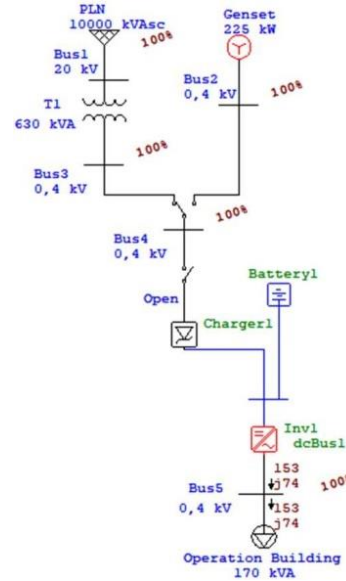 PLN
10000 kVAsc
100%
Bus1
20 kV
T1
630 kVA
100%
Bus3
0,4 kV
Genset
225 kW
Bus2
0,4 kV
100%
100%
Bus4
0,4 kV
Open
Charger1
Battery1
Inv1
dcBus1
153
j74
100%
Bus5
0,4 kV
153
j74
Operation Building
170 kVA